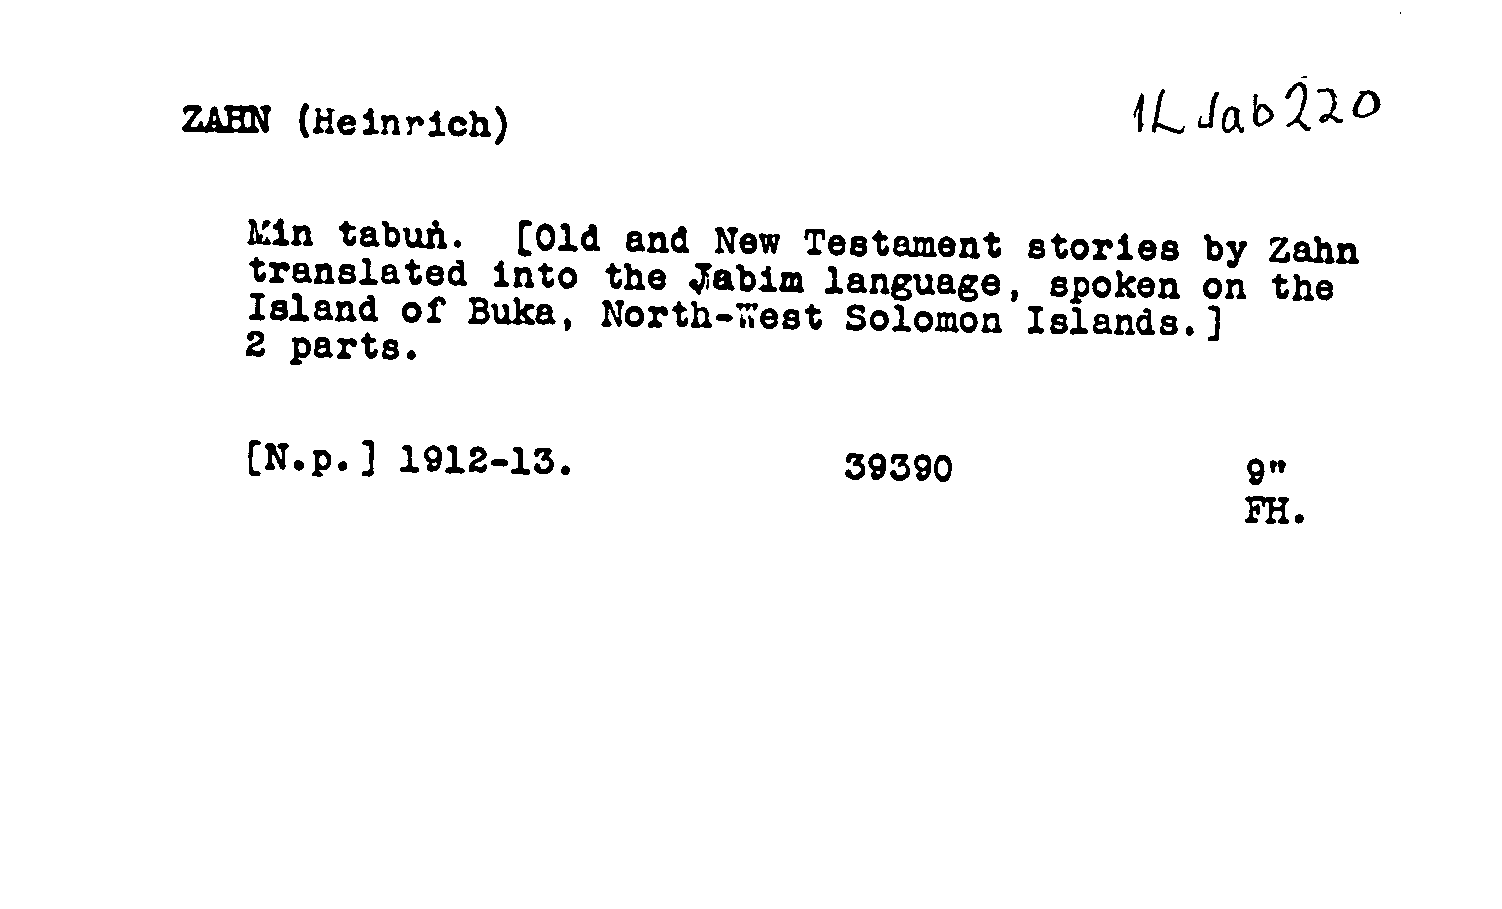 ZAHN (Heinrich)
1L Jab 220
Min tabuṅ. [Old and New Testament stories by Zahn
translated into the Jabim language, spoken on the
Island of Buka, North-West Solomon Islands.]
2 parts.
[N.p.] 1912-13. 39390 9"
FH.